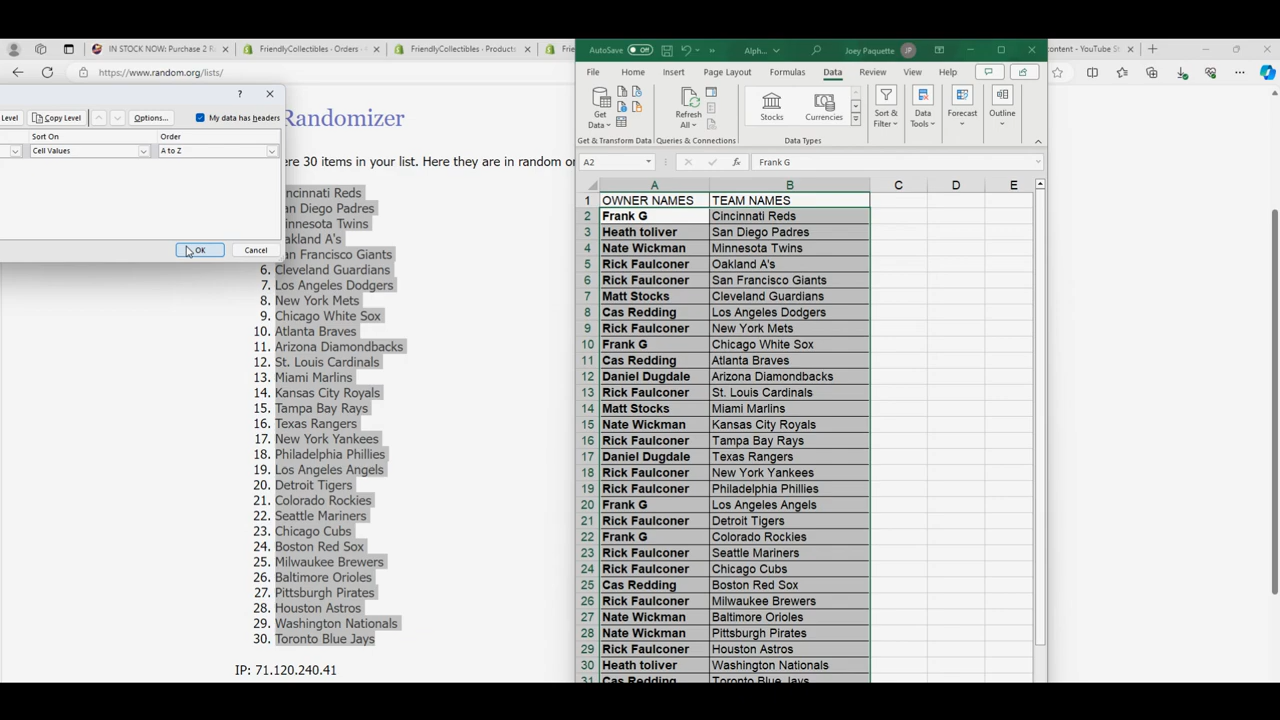 IN STOCK NOW: Purchase 2 R
FriendlyCollectibles - Orders
FriendlyCollectibles - Products
Frie
content - YouTube S
https://www.random.org/lists/
Level
Copy Level
Options...
My data has headers
Sort On
Order
Cell Values
A to Z
OK
Cancel
Randomizer
ere 30 items in your list. Here they are in random or
ncinnati Reds
an Diego Padres
innesota Twins
akland A's
an Francisco Giants
6. Cleveland Guardians
7. Los Angeles Dodgers
8. New York Mets
9. Chicago White Sox
10. Atlanta Braves
11. Arizona Diamondbacks
12. St. Louis Cardinals
13. Miami Marlins
14. Kansas City Royals
15. Tampa Bay Rays
16. Texas Rangers
17. New York Yankees
18. Philadelphia Phillies
19. Los Angeles Angels
20. Detroit Tigers
21. Colorado Rockies
22. Seattle Mariners
23. Chicago Cubs
24. Boston Red Sox
25. Milwaukee Brewers
26. Baltimore Orioles
27. Pittsburgh Pirates
28. Houston Astros
29. Washington Nationals
30. Toronto Blue Jays
IP: 71.120.240.41
AutoSave Off Alph... Joey Paquette JP
File Home Insert Page Layout Formulas Data Review View Help
Get Data
Refresh All
Stocks
Currencies
Sort & Filter
Data Tools
Forecast
Outline
Get & Transform Data
Queries & Connections
Data Types
A2 fx Frank G
A B C D E
1 OWNER NAMES TEAM NAMES
2 Frank G Cincinnati Reds
3 Heath toliver San Diego Padres
4 Nate Wickman Minnesota Twins
5 Rick Faulconer Oakland A's
6 Rick Faulconer San Francisco Giants
7 Matt Stocks Cleveland Guardians
8 Cas Redding Los Angeles Dodgers
9 Rick Faulconer New York Mets
10 Frank G Chicago White Sox
11 Cas Redding Atlanta Braves
12 Daniel Dugdale Arizona Diamondbacks
13 Rick Faulconer St. Louis Cardinals
14 Matt Stocks Miami Marlins
15 Nate Wickman Kansas City Royals
16 Rick Faulconer Tampa Bay Rays
17 Daniel Dugdale Texas Rangers
18 Rick Faulconer New York Yankees
19 Rick Faulconer Philadelphia Phillies
20 Frank G Los Angeles Angels
21 Rick Faulconer Detroit Tigers
22 Frank G Colorado Rockies
23 Rick Faulconer Seattle Mariners
24 Rick Faulconer Chicago Cubs
25 Cas Redding Boston Red Sox
26 Rick Faulconer Milwaukee Brewers
27 Nate Wickman Baltimore Orioles
28 Nate Wickman Pittsburgh Pirates
29 Rick Faulconer Houston Astros
30 Heath toliver Washington Nationals
31 Cas Redding Toronto Blue Jays